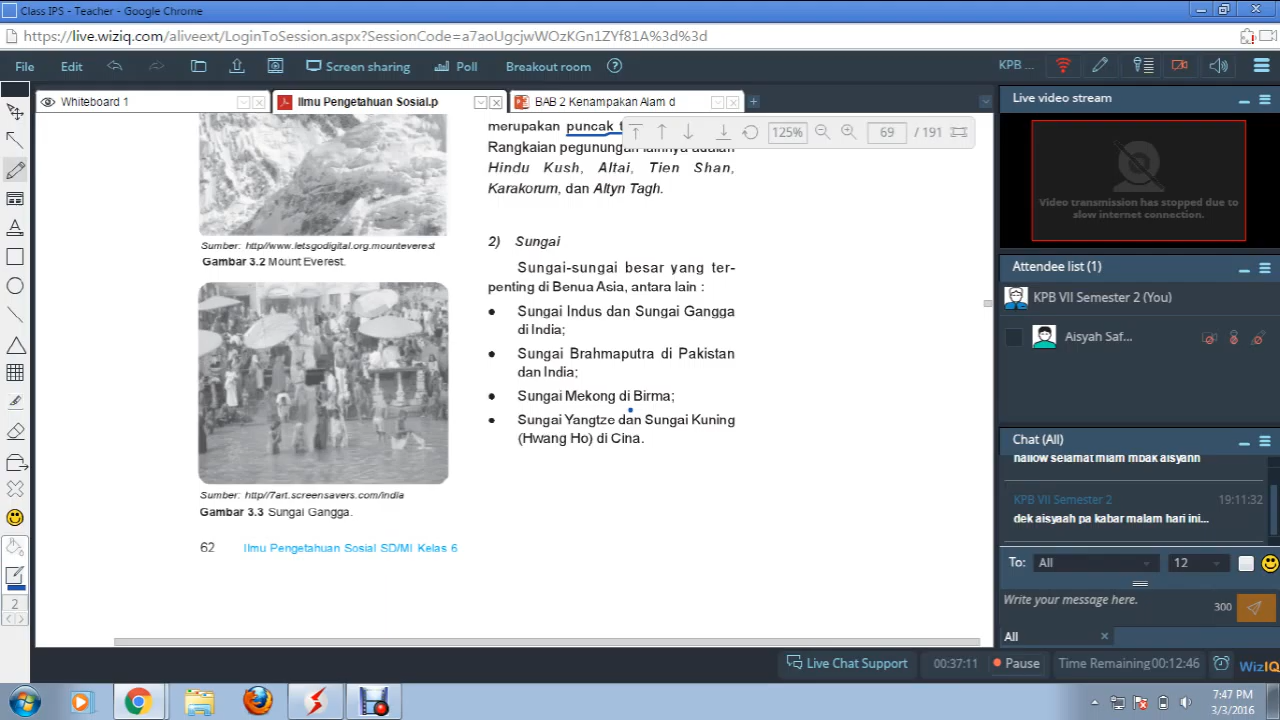 Class IPS - Teacher - Google Chrome
https://live.wiziq.com/aliveext/LoginToSession.aspx?SessionCode=a7aoUgcjwWOzKGn1ZYf81A%3d%3d
File Edit Screen sharing Poll Breakout room KPB ...
Whiteboard 1 Ilmu Pengetahuan Sosial.p BAB 2 Kenampakan Alam d
125% 69 / 191
merupakan puncak
Rangkaian pegunungan lainnya adalah
Hindu Kush, Altai, Tien Shan,
Karakorum, dan Altyn Tagh.
Sumber: http//www.letsgodigital.org.mounteverest
Gambar 3.2 Mount Everest.
2) Sungai
Sungai-sungai besar yang ter-
penting di Benua Asia, antara lain :
• Sungai Indus dan Sungai Gangga
di India;
• Sungai Brahmaputra di Pakistan
dan India;
• Sungai Mekong di Birma;
• Sungai Yangtze dan Sungai Kuning
(Hwang Ho) di Cina.
Sumber: http//7art.screensavers.com/india
Gambar 3.3 Sungai Gangga.
62 Ilmu Pengetahuan Sosial SD/MI Kelas 6
Live video stream
Video transmission has stopped due to
slow internet connection.
Attendee list (1)
KPB VII Semester 2 (You)
Aisyah Saf...
Chat (All)
hallow selamat mlam mbak aisyahh
KPB VII Semester 2 19:11:32
dek aisyaah pa kabar malam hari ini...
To: All 12
Write your message here. 300
All
2
Live Chat Support 00:37:11 Pause Time Remaining 00:12:46 WizIQ
7:47 PM
3/3/2016